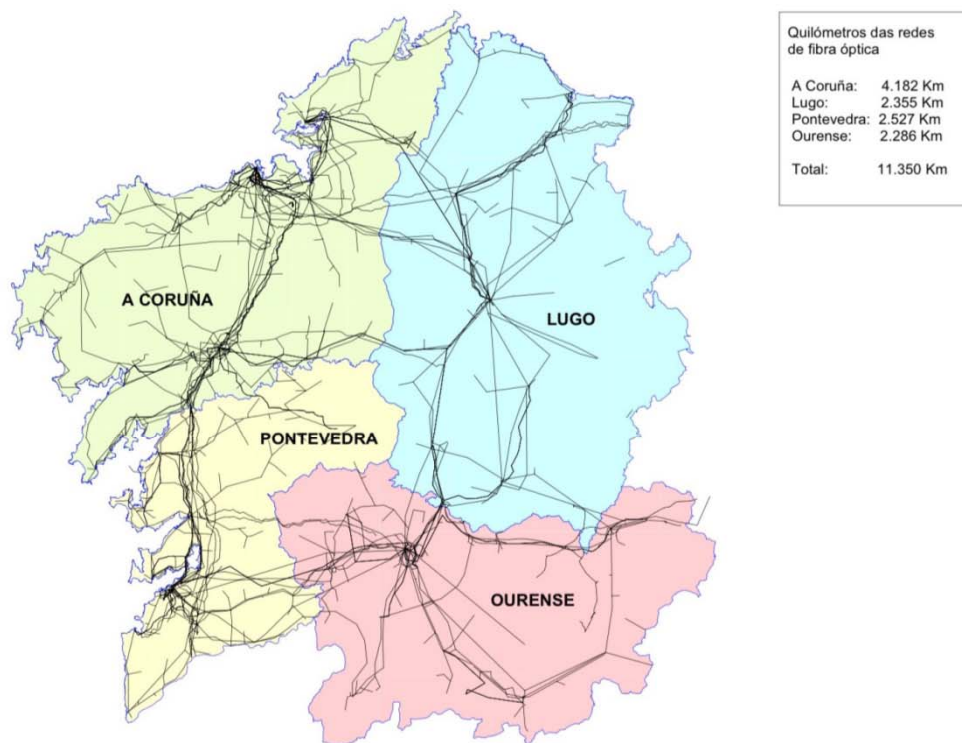 Quilómetros das redes
de fibra óptica
A Coruña: 4.182 Km
Lugo: 2.355 Km
Pontevedra: 2.527 Km
Ourense: 2.286 Km
Total: 11.350 Km
A CORUÑA
LUGO
PONTEVEDRA
OURENSE